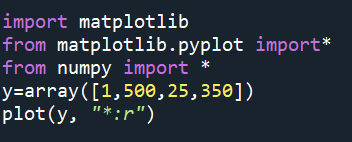 import matplotlib
from matplotlib.pyplot import*
from numpy import *
y=array([1,500,25,350])
plot(y, "*:r")